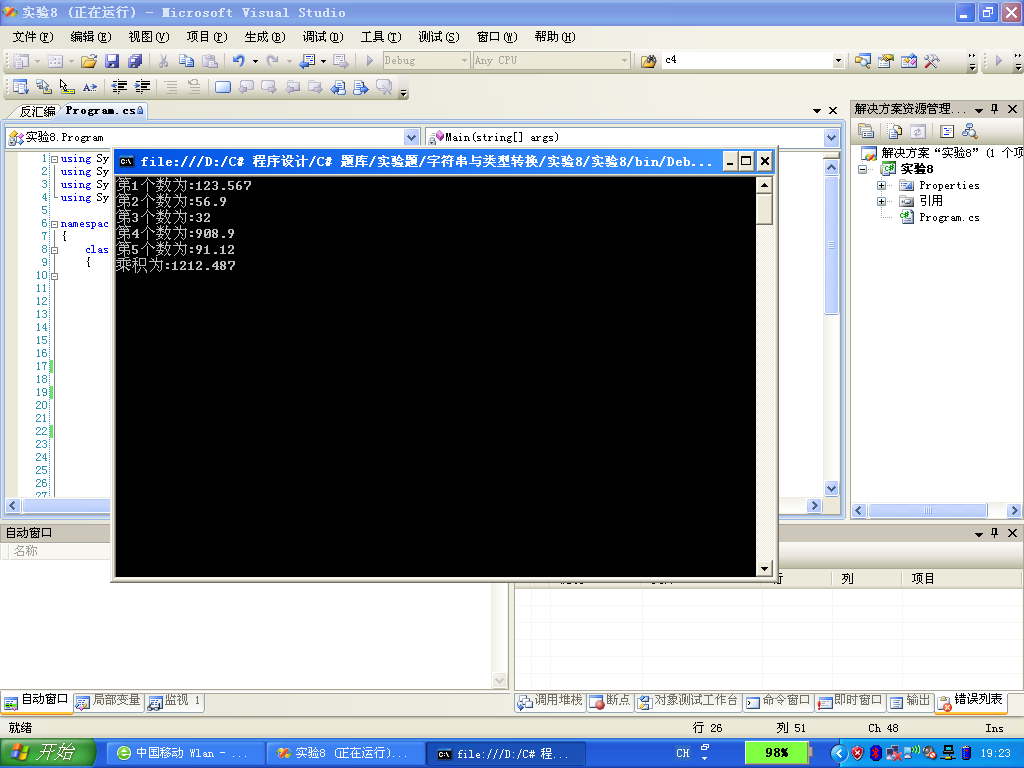 实验8 (正在运行) - Microsoft Visual Studio
文件(F) 编辑(E) 视图(V) 项目(P) 生成(B) 调试(D) 工具(T) 测试(S) 窗口(W) 帮助(H)
Debug Any CPU c4
反汇编 Program.cs
解决方案资源管理...
实验8.Program
Main(string[] args)
解决方案“实验8” (1 个项
实验8
Properties
引用
Program.cs
1 using Sy
2 using Sy
3 using Sy
4 using Sy
5
6 namespac
7 {
8 clas
9 {
10
11
12
13
14
15
16
17
18
19
20
21
22
23
24
25
26
27
file:///D:/C# 程序设计/C# 题库/实验题/字符串与类型转换/实验8/实验8/bin/Deb...
第1个数为:123.567
第2个数为:56.9
第3个数为:32
第4个数为:908.9
第5个数为:91.12
乘积为:1212.487
自动窗口
名称
行 列 项目
自动窗口 局部变量 监视 1
调用堆栈 断点 对象测试工作台 命令窗口 即时窗口 输出 错误列表
就绪 行 26 列 51 Ch 48 Ins
开始 中国移动 Wlan - ... 实验8 (正在运行)... file:///D:/C# 程... CH 98% 19:23